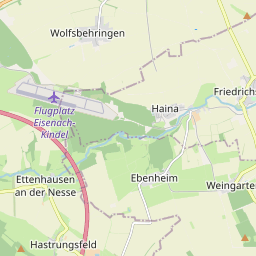 Wolfsbehringen
Flugplatz
Eisenach-
Kindel
Haina
Friedrichs
Ettenhausen
an der Nesse
Ebenheim
Weingarte
Hastrungsfeld